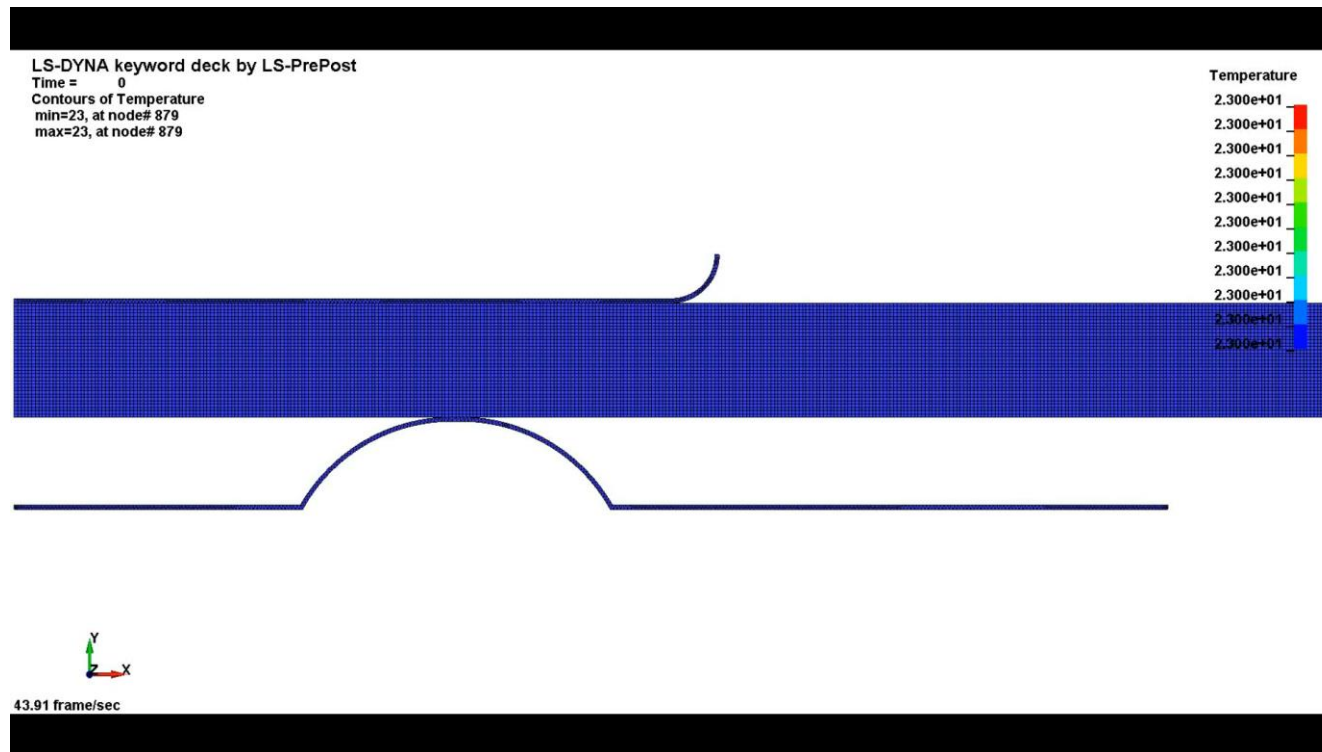 LS-DYNA keyword deck by LS-PrePost
Time = 0
Contours of Temperature
min=23, at node# 879
max=23, at node# 879
Temperature
2.300e+01
2.300e+01
2.300e+01
2.300e+01
2.300e+01
2.300e+01
2.300e+01
2.300e+01
2.300e+01
2.300e+01
2.300e+01
Y
Z X
43.91 frame/sec